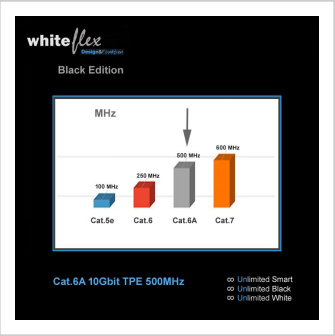 whiteflex
Design&Funktion
Black Edition
MHz
100 MHz
250 MHz
500 MHz
600 MHz
Cat.5e
Cat.6
Cat.6A
Cat.7
Cat.6A 10Gbit TPE 500MHz
∞ Unlimited Smart
∞ Unlimited Black
∞ Unlimited White